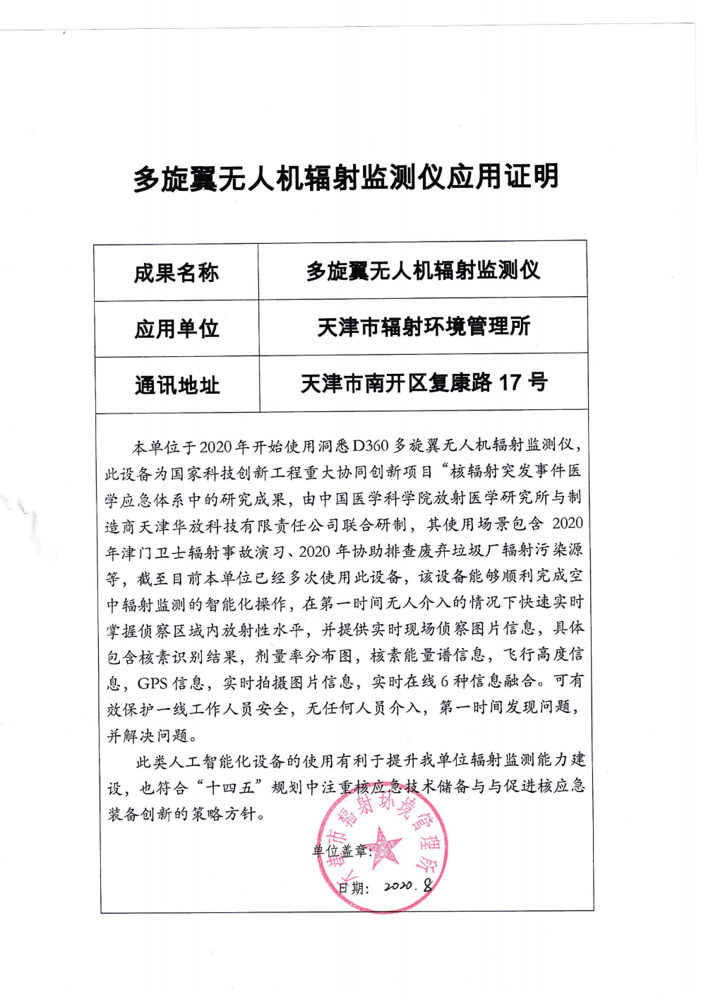 多旋翼无人机辐射监测仪应用证明
成果名称 多旋翼无人机辐射监测仪
应用单位 天津市辐射环境管理所
通讯地址 天津市南开区复康路 17 号
本单位于2020年开始使用洞悉D360多旋翼无人机辐射监测仪，
此设备为国家科技创新工程重大协同创新项目“核辐射突发事件医
学应急体系中的研究成果，由中国医学科学院放射医学研究所与制
造商天津华放科技有限责任公司联合研制，其使用场景包含 2020
年津门卫士辐射事故演习、2020 年协助排查废弃垃圾厂辐射污染源
等，截至目前本单位已经多次使用此设备，该设备能够顺利完成空
中辐射监测的智能化操作，在第一时间无人介入的情况下快速实时
掌握侦察区域内放射性水平，并提供实时现场侦察图片信息，具体
包含核素识别结果，剂量率分布图，核素能量谱信息，飞行高度信
息，GPS 信息，实时拍摄图片信息，实时在线 6 种信息融合。可有
效保护一线工作人员安全，无任何人员介入，第一时间发现问题，
并解决问题。
此类人工智能化设备的使用有利于提升我单位辐射监测能力建
设，也符合“十四五”规划中注重核应急技术储备与与促进核应急
装备创新的策略方针。
天津市辐射环境管理所
单位盖章：
日期： 2020.8